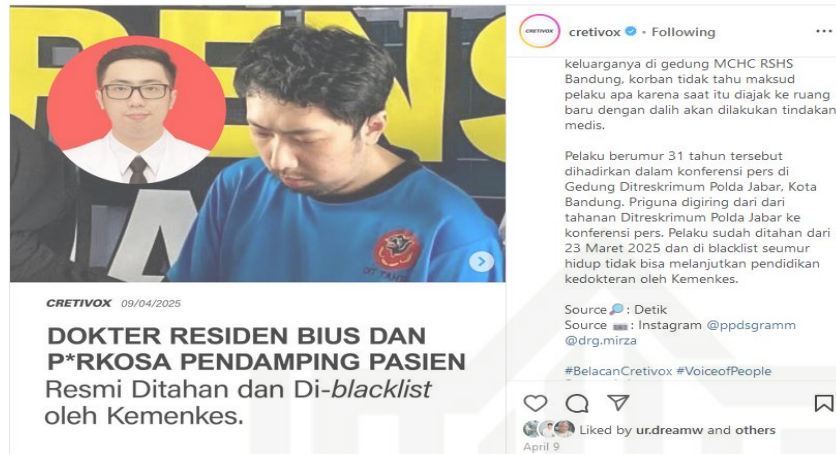 CRETIVOX
cretivox • Following
keluarganya di gedung MCHC RSHS
Bandung, korban tidak tahu maksud
pelaku apa karena saat itu diajak ke ruang
baru dengan dalih akan dilakukan tindakan
medis.
Pelaku berumur 31 tahun tersebut
dihadirkan dalam konferensi pers di
Gedung Ditreskrimum Polda Jabar, Kota
Bandung. Priguna digiring dari dari
tahanan Ditreskrimum Polda Jabar ke
konferensi pers. Pelaku sudah ditahan dari
23 Maret 2025 dan di blacklist seumur
hidup tidak bisa melanjutkan pendidikan
kedokteran oleh Kemenkes.
Source 🔎: Detik
Source 📷: Instagram @ppdsgramm
@drg.mirza
#BelacanCretivox #VoiceofPeople
Liked by ur.dreamw and others
April 9
CRETIVOX 09/04/2025
DOKTER RESIDEN BIUS DAN
P*RKOSA PENDAMPING PASIEN
Resmi Ditahan dan Di-blacklist
oleh Kemenkes.